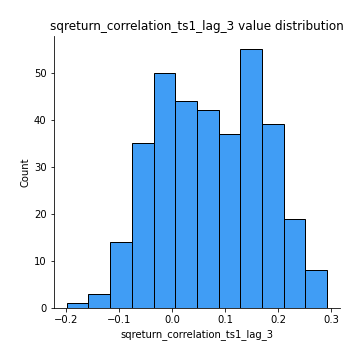 sqreturn_correlation_ts1_lag_3 value distribution
50
40
30
20
10
0
Count
−0.2 −0.1 0.0 0.1 0.2 0.3
sqreturn_correlation_ts1_lag_3